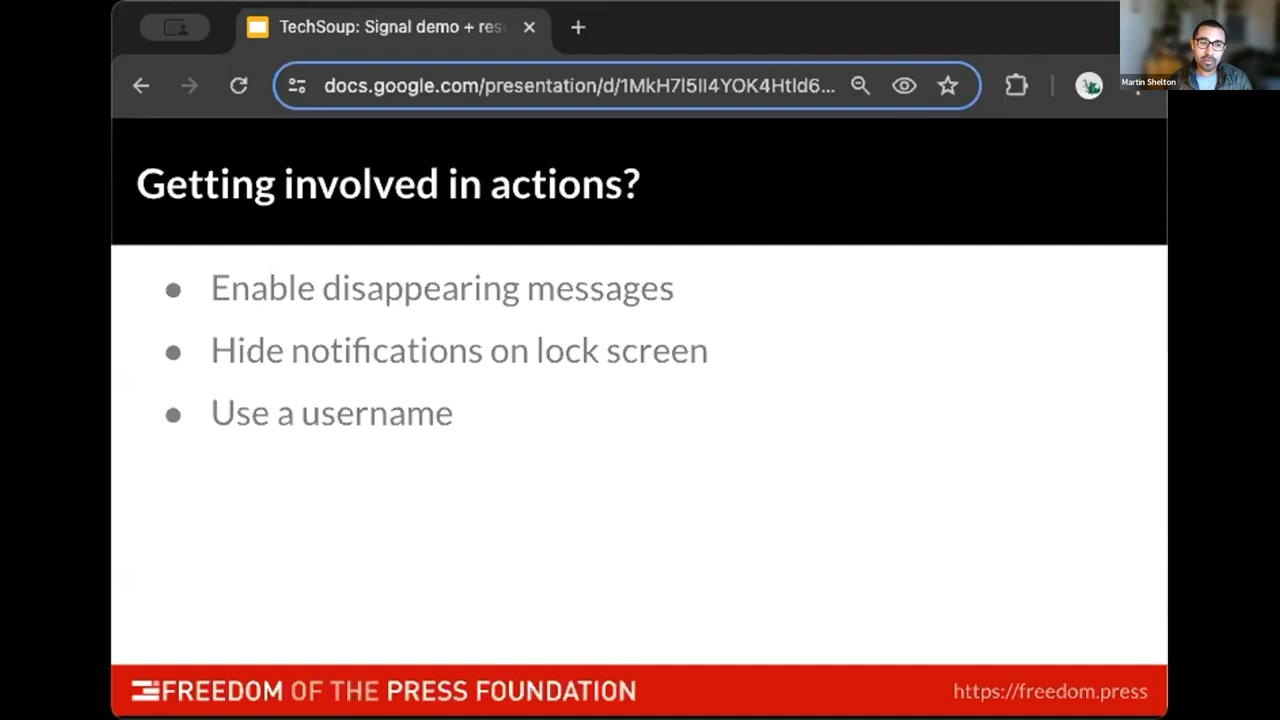 TechSoup: Signal demo + res
docs.google.com/presentation/d/1MkH7l5Il4YOK4Htld6...
Martin Shelton
Getting involved in actions?
● Enable disappearing messages
● Hide notifications on lock screen
● Use a username
FREEDOM OF THE PRESS FOUNDATION
https://freedom.press